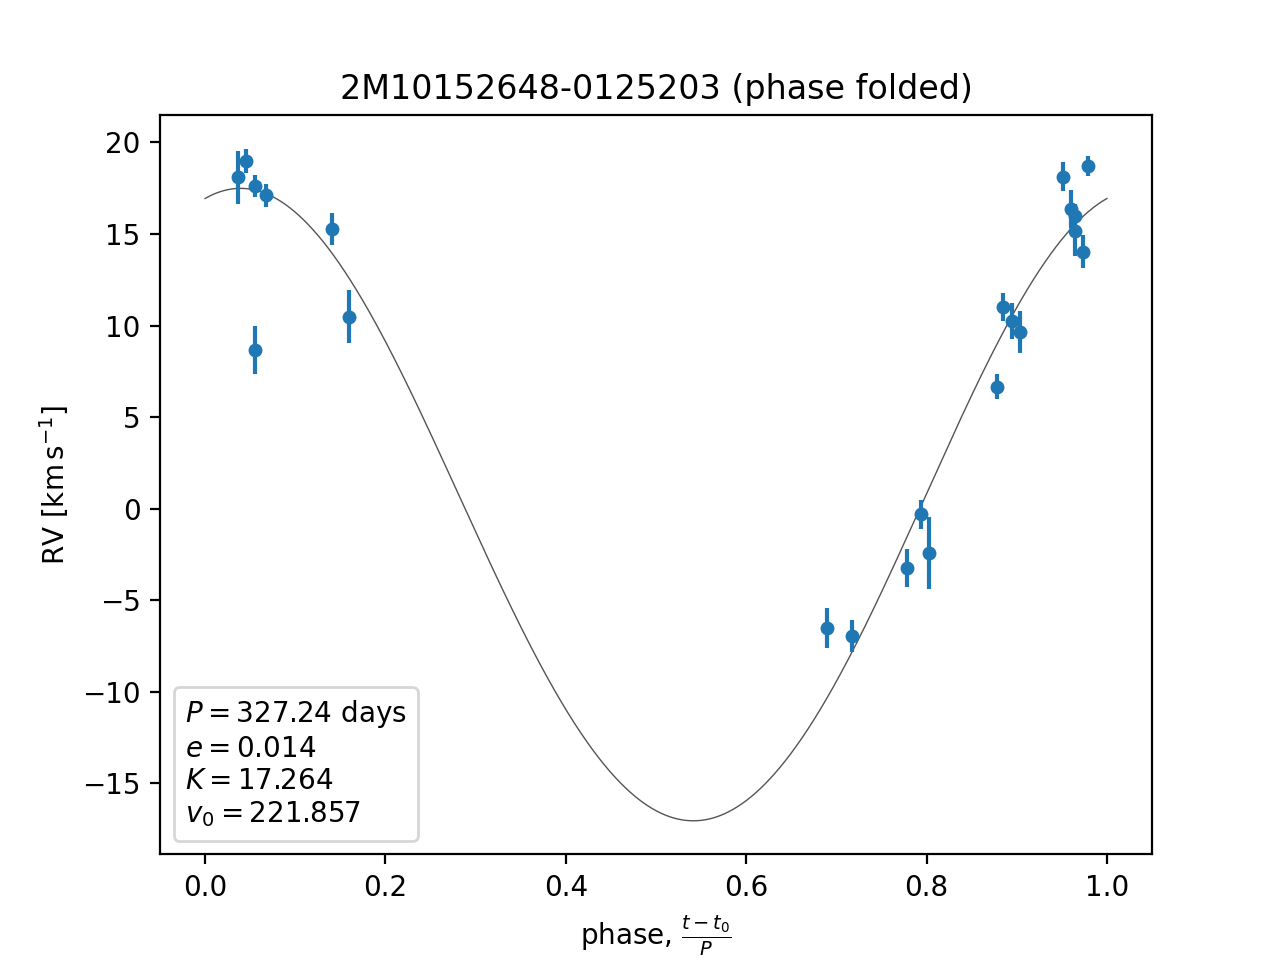 2M10152648-0125203 (phase folded)
20
15
10
5
0
−5
−10
−15
RV [km s⁻¹]
P = 327.24 days
e = 0.014
K = 17.264
v₀ = 221.857
0.0 0.2 0.4 0.6 0.8 1.0
phase, (t − t₀)/P